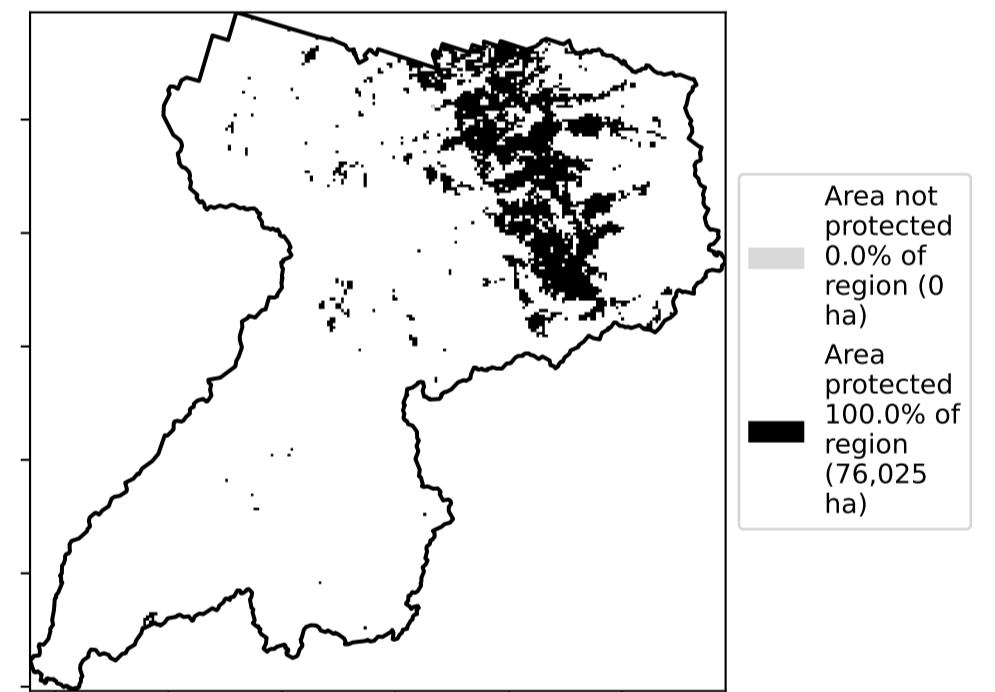 Area not
protected
0.0% of
region (0
ha)
Area
protected
100.0% of
region
(76,025
ha)